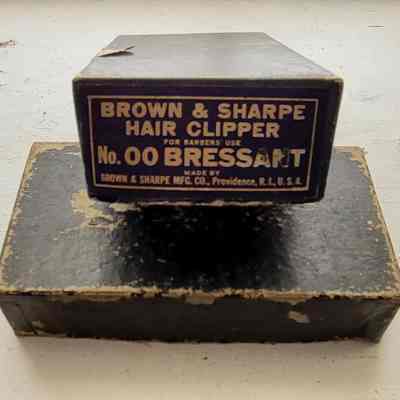 BROWN & SHARPE
HAIR CLIPPER
FOR BARBERS' USE
No. 00 BRESSANT
MADE BY
BROWN & SHARPE MFG. CO., Providence, R.I., U.S.A.